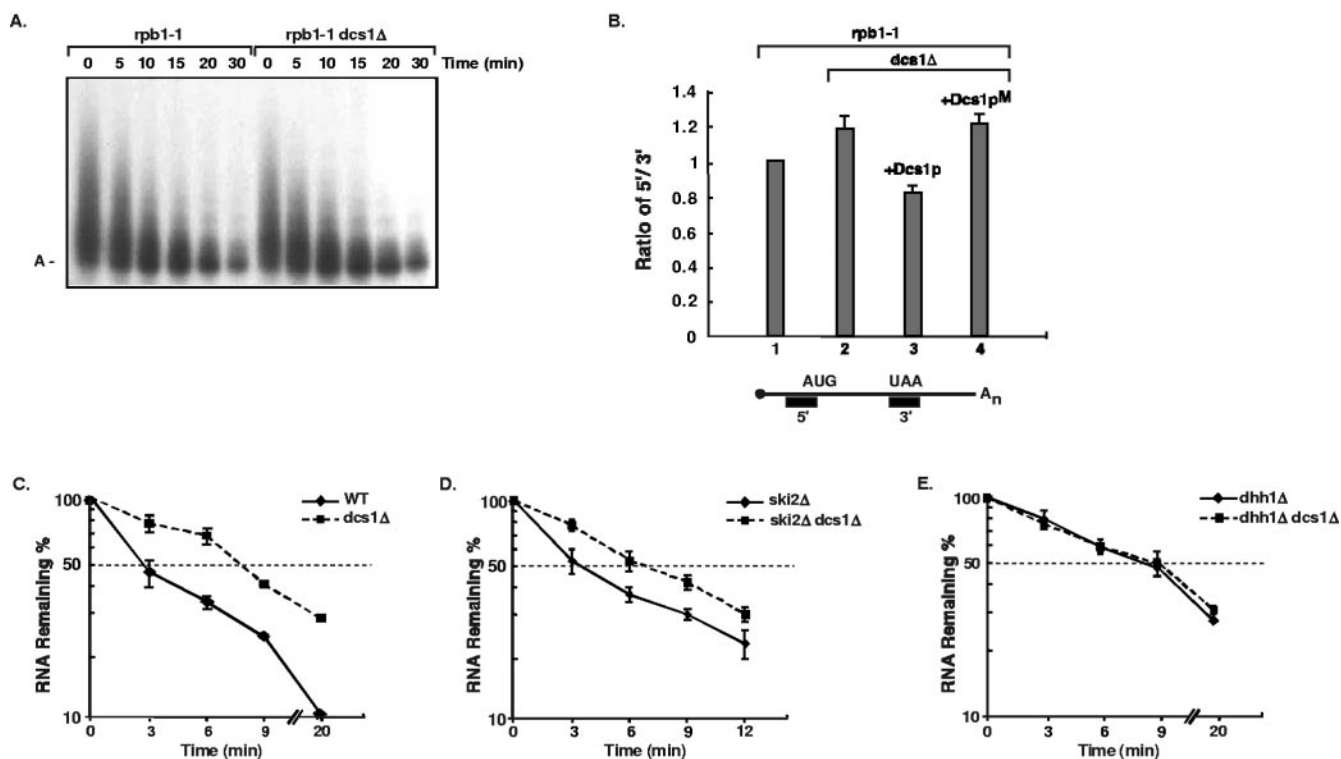 A.
rpb1-1 rpb1-1 dcs1Δ
0 5 10 15 20 30 0 5 10 15 20 30 Time (min)
A -
B.
rpb1-1
dcs1Δ
1.4
1.2
1
0.8
0.6
0.4
0.2
0
Ratio of 5'/3'
+Dcs1p
+Dcs1pM
1 2 3 4
AUG UAA
An
5' 3'
C.
WT
dcs1Δ
100
50
10
RNA Remaining %
0 3 6 9 20
Time (min)
D.
ski2Δ
ski2Δ dcs1Δ
100
50
10
RNA Remaining %
0 3 6 9 12
Time (min)
E.
dhh1Δ
dhh1Δ dcs1Δ
100
50
10
RNA Remaining %
0 3 6 9 20
Time (min)